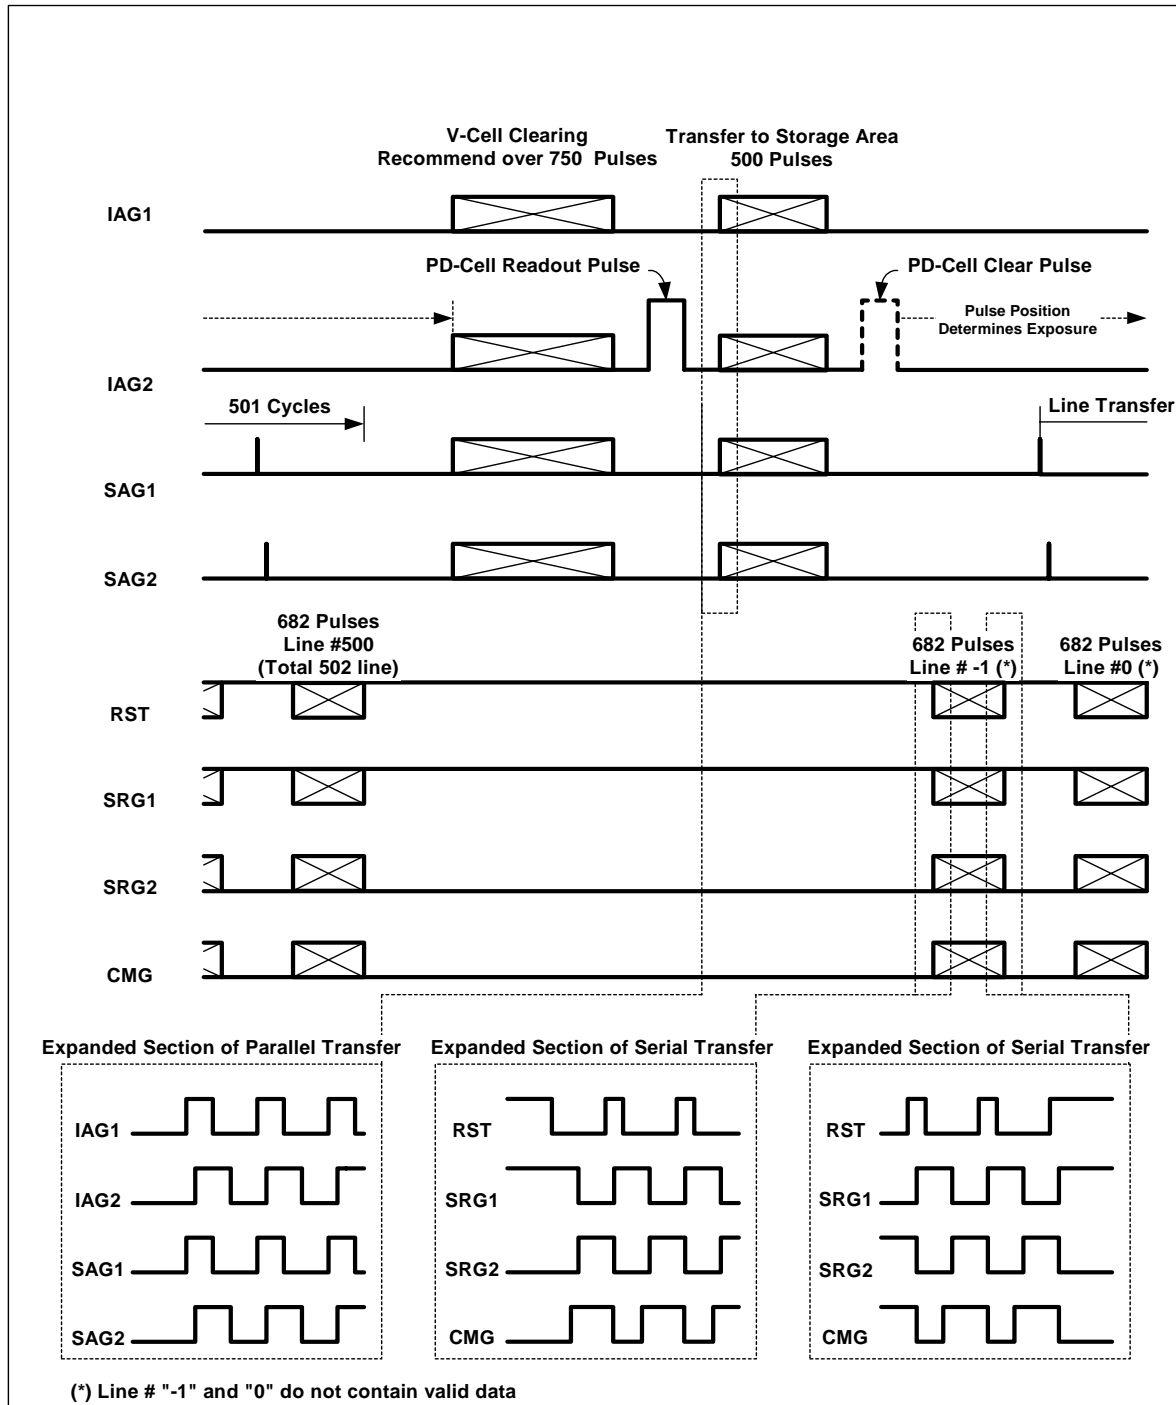 V-Cell Clearing
Recommend over 750 Pulses
Transfer to Storage Area
500 Pulses
IAG1
PD-Cell Readout Pulse
PD-Cell Clear Pulse
Pulse Position
Determines Exposure
IAG2
501 Cycles
Line Transfer
SAG1
SAG2
682 Pulses
Line #500
(Total 502 line)
682 Pulses
Line # -1 (*)
682 Pulses
Line #0 (*)
RST
SRG1
SRG2
CMG
Expanded Section of Parallel Transfer
IAG1
IAG2
SAG1
SAG2
Expanded Section of Serial Transfer
RST
SRG1
SRG2
CMG
Expanded Section of Serial Transfer
RST
SRG1
SRG2
CMG
(*) Line # "-1" and "0" do not contain valid data